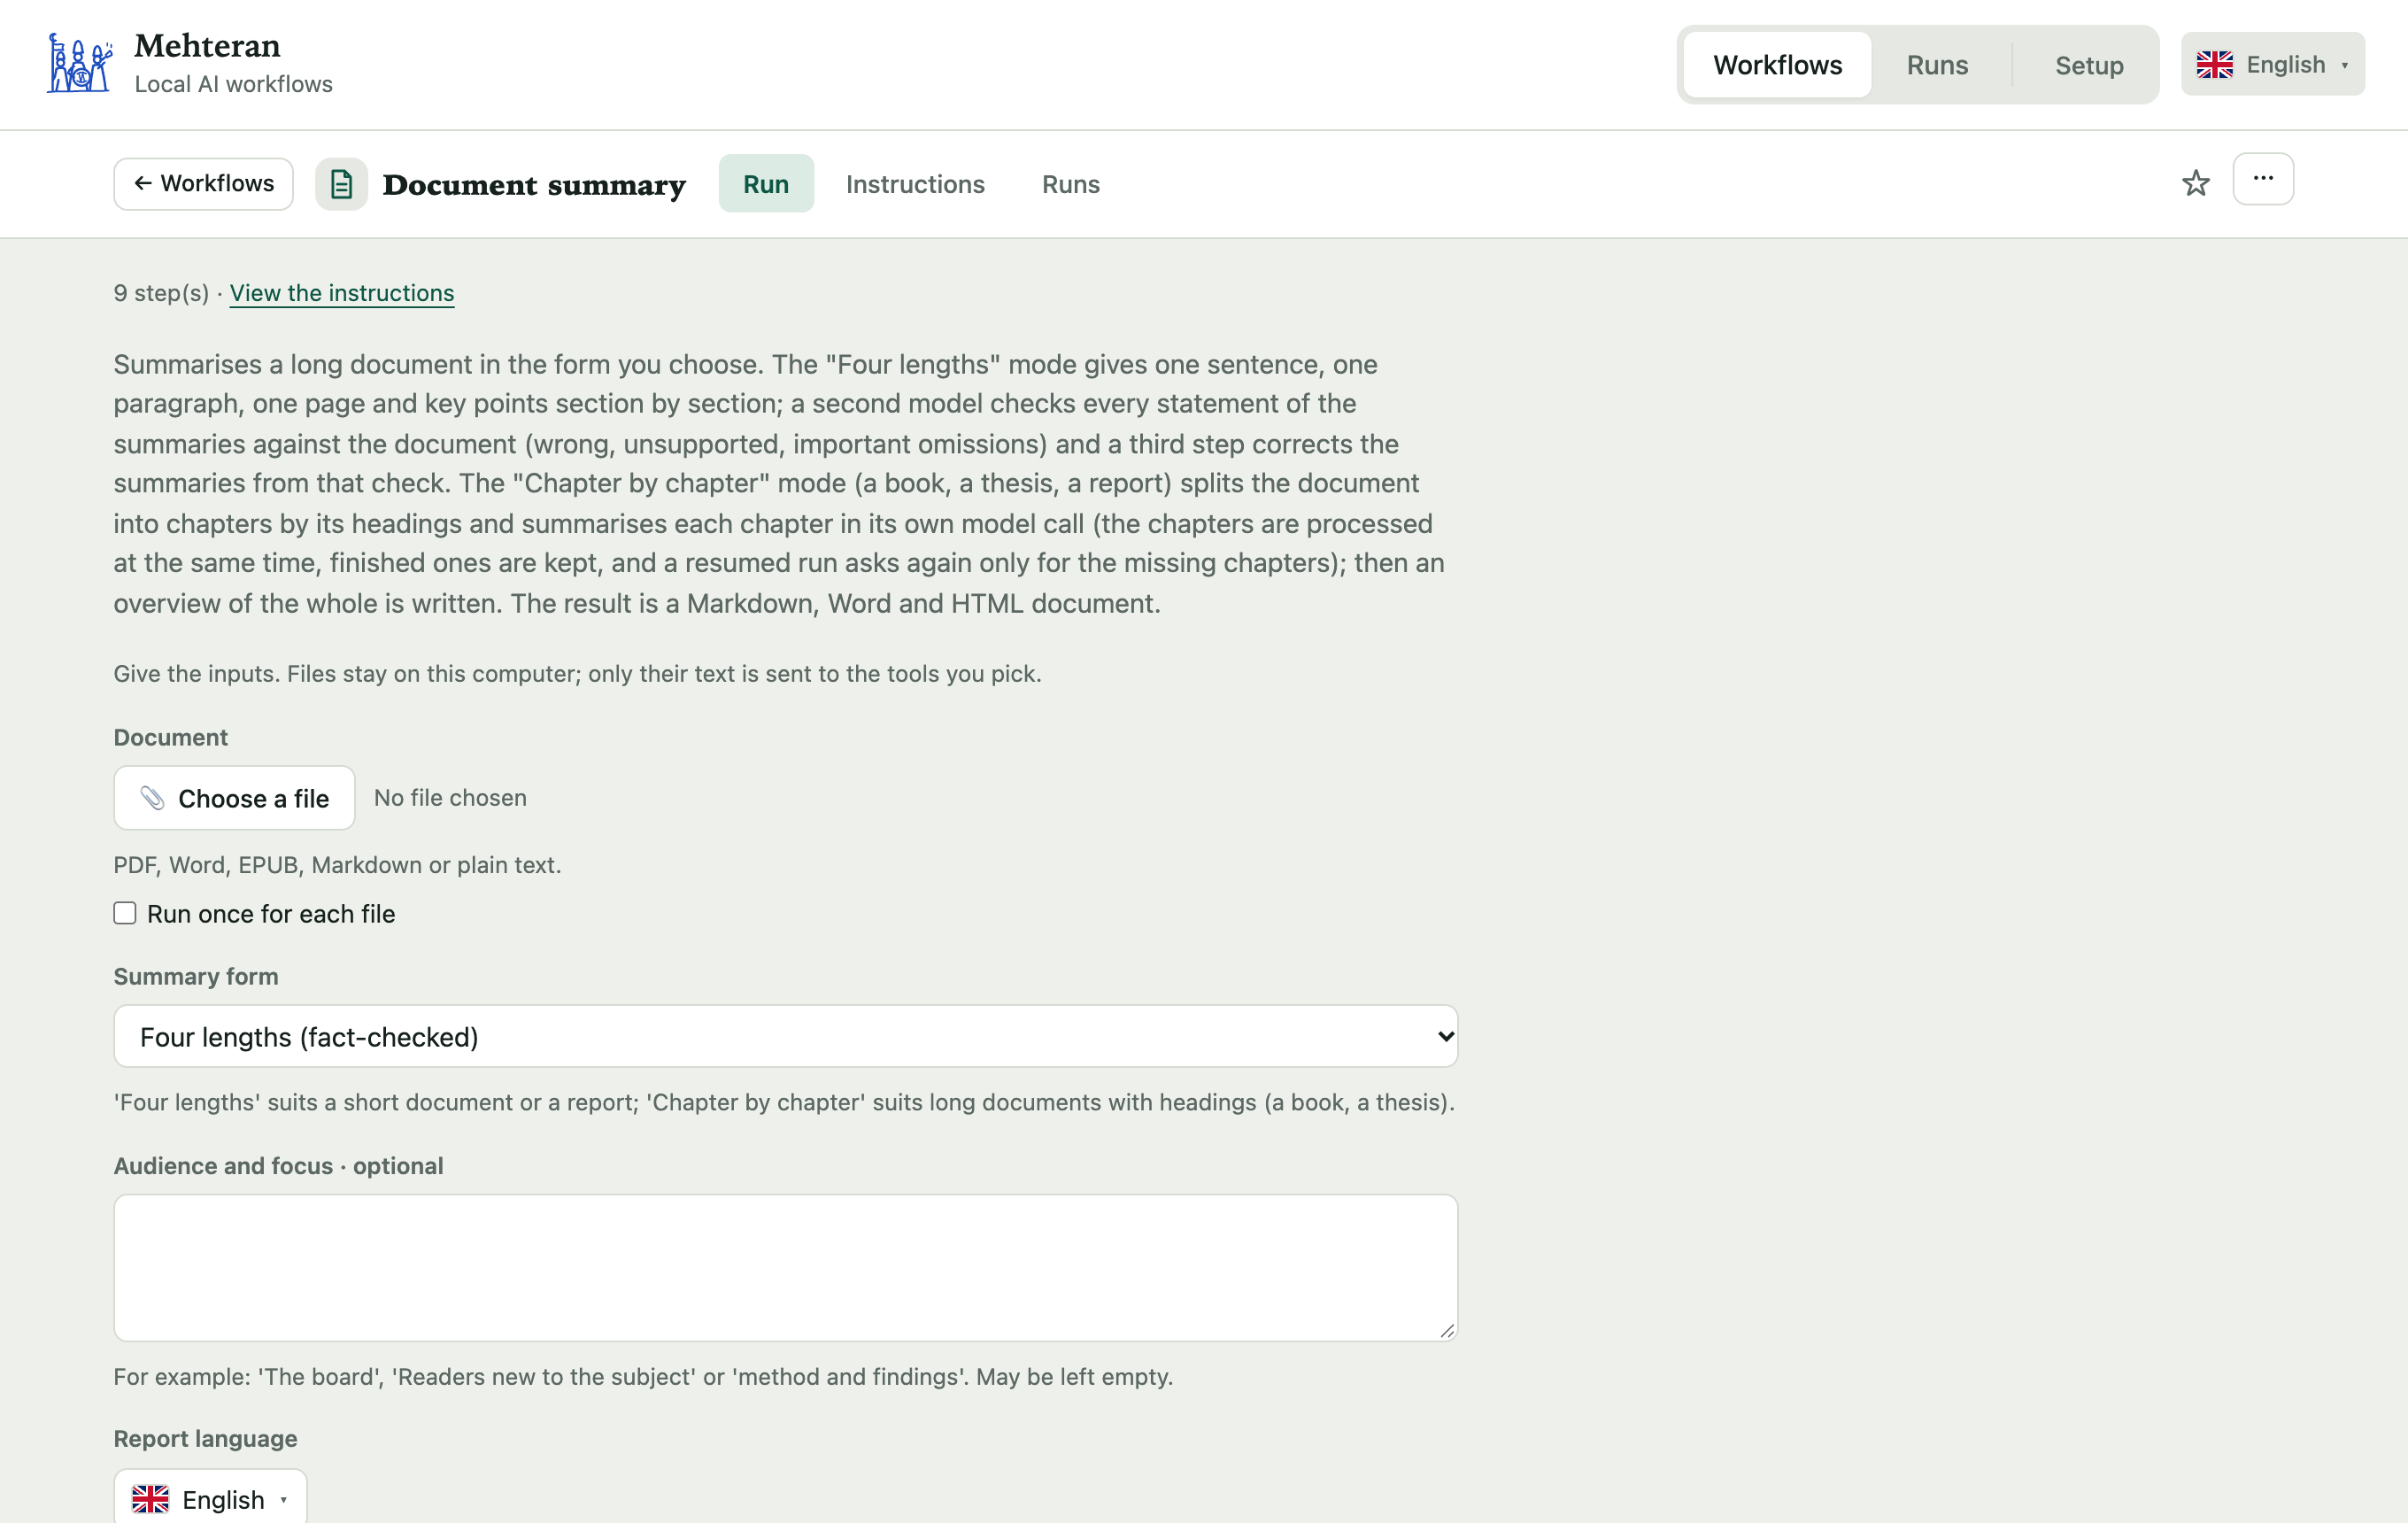 Mehteran
Local AI workflows
Workflows
Runs
Setup
English
← Workflows
Document summary
Run
Instructions
Runs
9 step(s) · View the instructions
Summarises a long document in the form you choose. The "Four lengths" mode gives one sentence, one
paragraph, one page and key points section by section; a second model checks every statement of the
summaries against the document (wrong, unsupported, important omissions) and a third step corrects the
summaries from that check. The "Chapter by chapter" mode (a book, a thesis, a report) splits the document
into chapters by its headings and summarises each chapter in its own model call (the chapters are processed
at the same time, finished ones are kept, and a resumed run asks again only for the missing chapters); then an
overview of the whole is written. The result is a Markdown, Word and HTML document.
Give the inputs. Files stay on this computer; only their text is sent to the tools you pick.
Document
Choose a file
No file chosen
PDF, Word, EPUB, Markdown or plain text.
Run once for each file
Summary form
Four lengths (fact-checked)
'Four lengths' suits a short document or a report; 'Chapter by chapter' suits long documents with headings (a book, a thesis).
Audience and focus · optional
For example: 'The board', 'Readers new to the subject' or 'method and findings'. May be left empty.
Report language
English